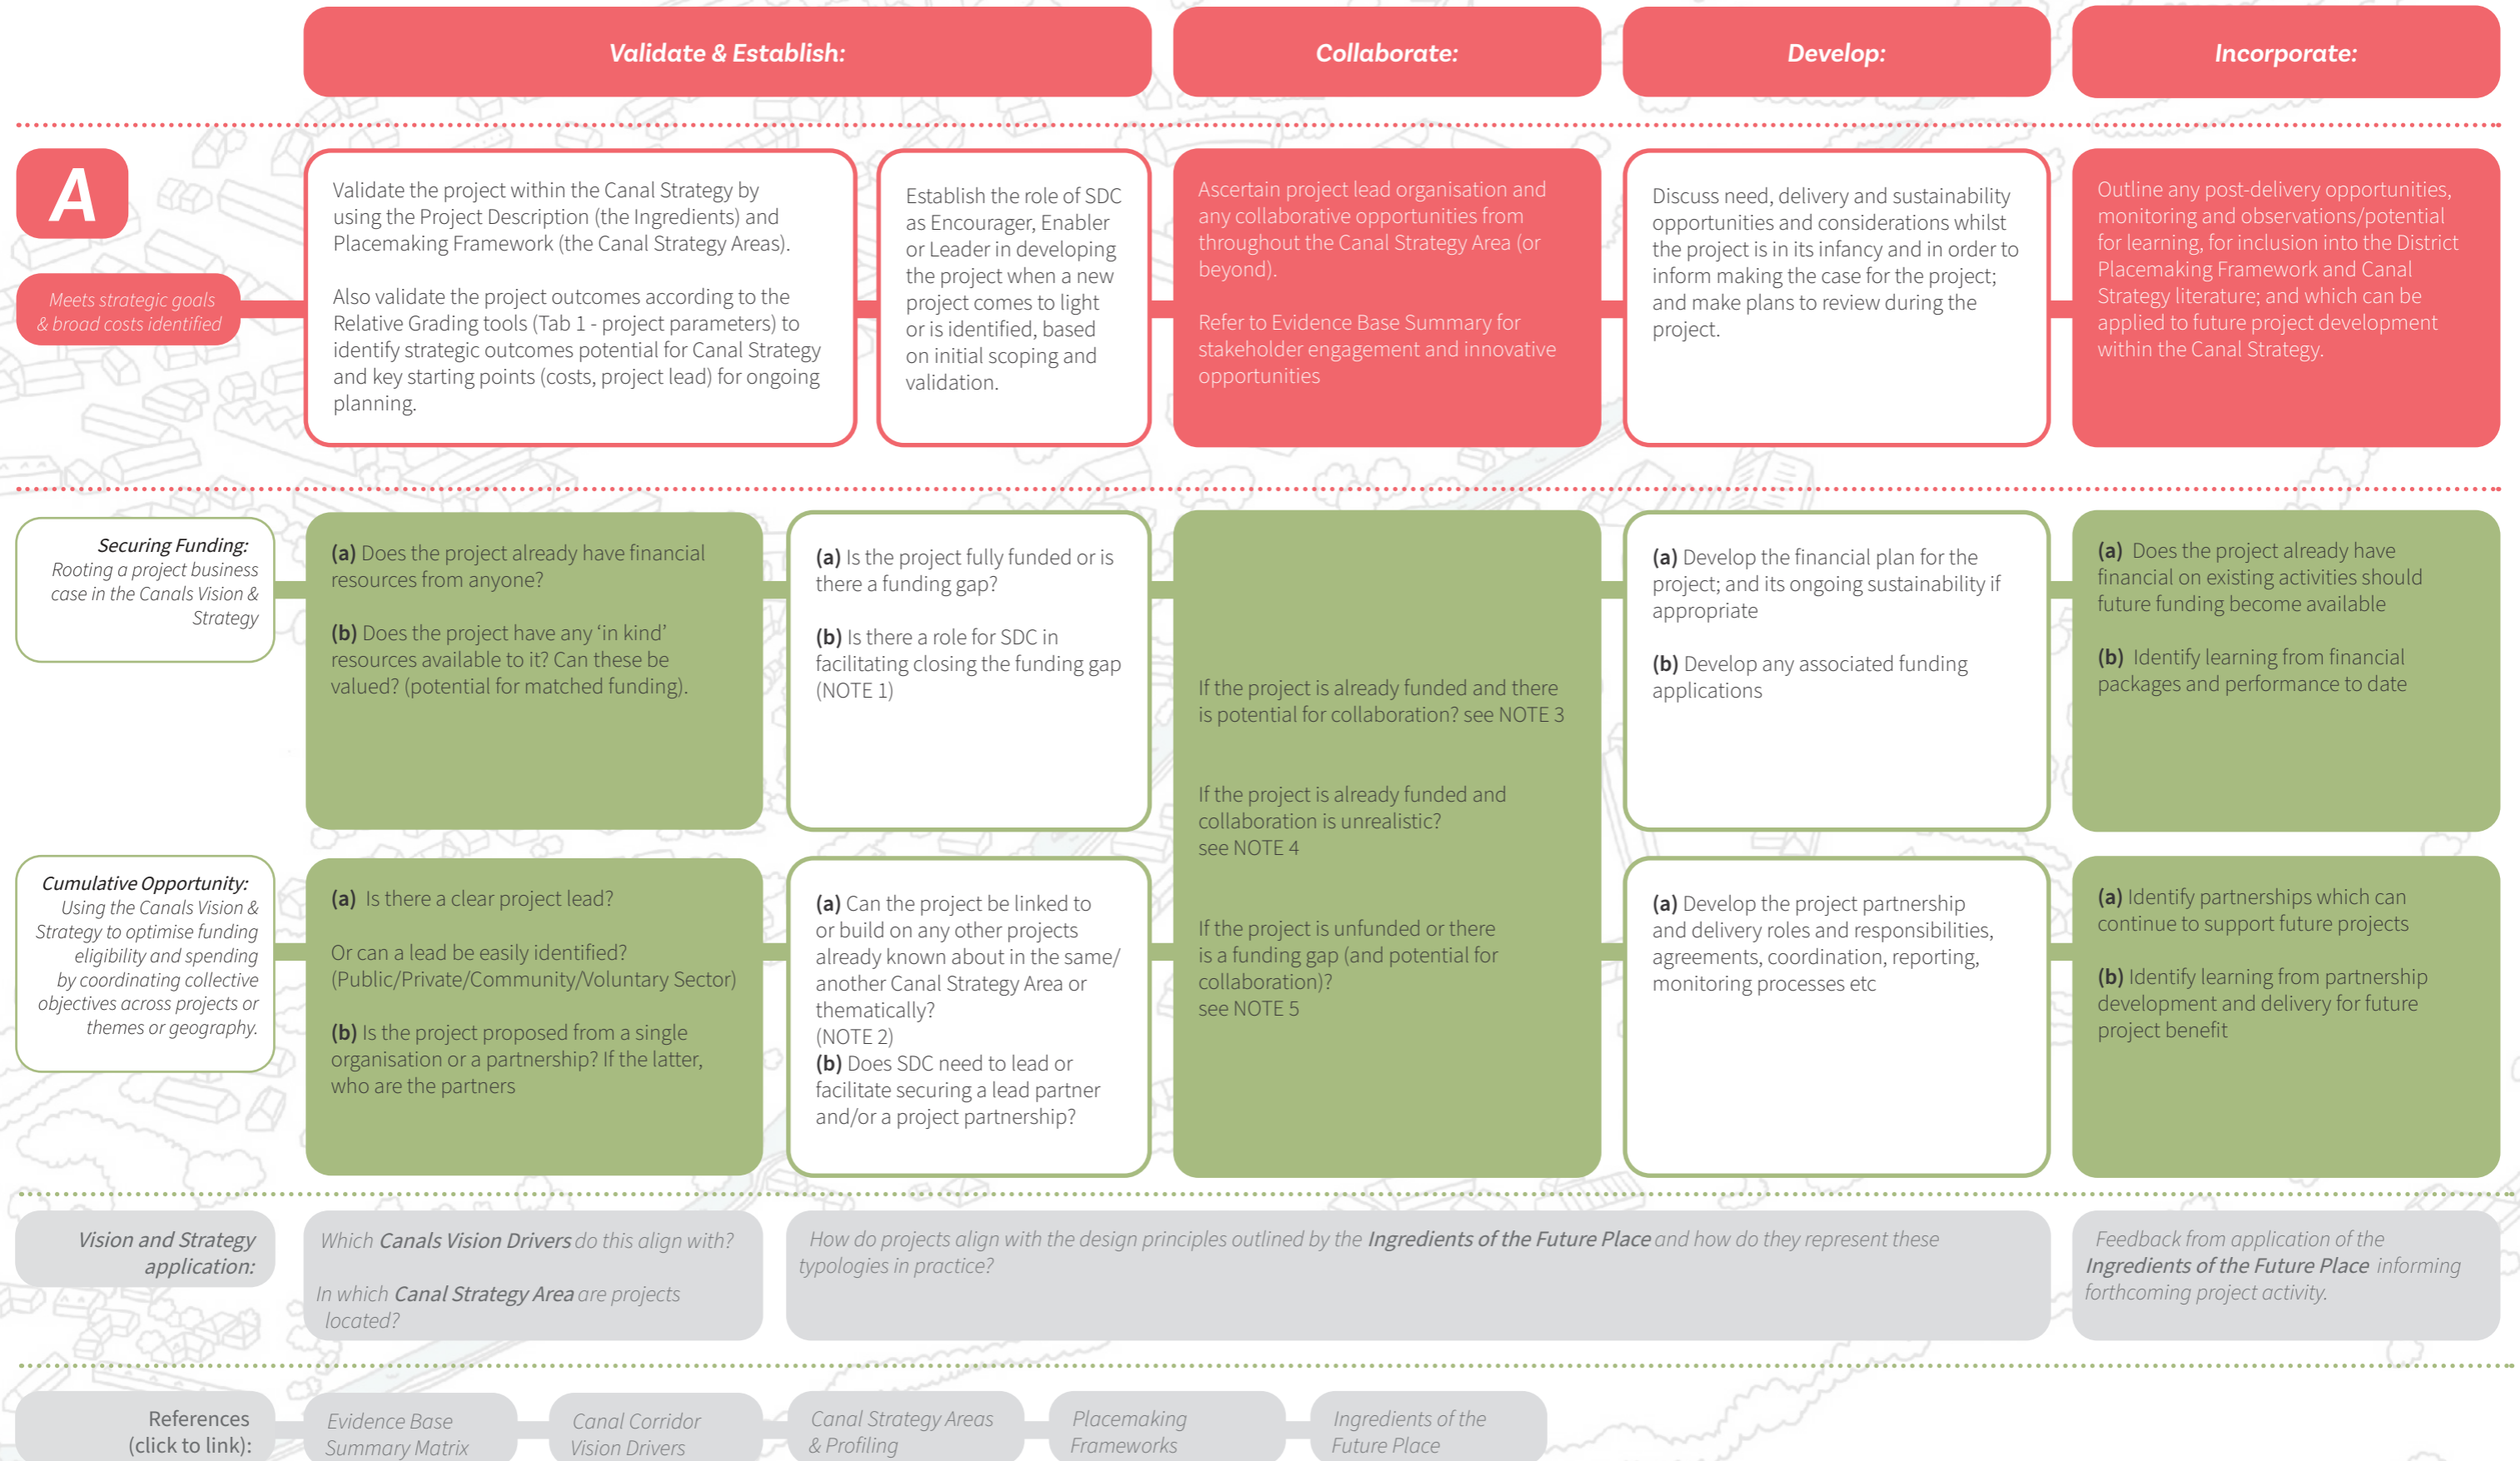 Validate & Establish:
Collaborate:
Develop:
Incorporate:
A
Meets strategic goals
& broad costs identified
Validate the project within the Canal Strategy by
using the Project Description (the Ingredients) and
Placemaking Framework (the Canal Strategy Areas).
Also validate the project outcomes according to the
Relative Grading tools (Tab 1 - project parameters) to
identify strategic outcomes potential for Canal Strategy
and key starting points (costs, project lead) for ongoing
planning.
Establish the role of SDC
as Encourager, Enabler
or Leader in developing
the project when a new
project comes to light
or is identified, based
on initial scoping and
validation.
Ascertain project lead organisation and
any collaborative opportunities from
throughout the Canal Strategy Area (or
beyond).
Refer to Evidence Base Summary for
stakeholder engagement and innovative
opportunities
Discuss need, delivery and sustainability
opportunities and considerations whilst
the project is in its infancy and in order to
inform making the case for the project;
and make plans to review during the
project.
Outline any post-delivery opportunities,
monitoring and observations/potential
for learning, for inclusion into the District
Placemaking Framework and Canal
Strategy literature; and which can be
applied to future project development
within the Canal Strategy.
Securing Funding:
Rooting a project business
case in the Canals Vision &
Strategy
(a) Does the project already have financial
resources from anyone?
(b) Does the project have any ‘in kind’
resources available to it? Can these be
valued? (potential for matched funding).
(a) Is the project fully funded or is
there a funding gap?
(b) Is there a role for SDC in
facilitating closing the funding gap
(NOTE 1)
If the project is already funded and there
is potential for collaboration? see NOTE 3
If the project is already funded and
collaboration is unrealistic?
see NOTE 4
If the project is unfunded or there
is a funding gap (and potential for
collaboration)?
see NOTE 5
(a) Develop the financial plan for the
project; and its ongoing sustainability if
appropriate
(b) Develop any associated funding
applications
(a) Does the project already have
financial on existing activities should
future funding become available
(b) Identify learning from financial
packages and performance to date
Cumulative Opportunity:
Using the Canals Vision &
Strategy to optimise funding
eligibility and spending
by coordinating collective
objectives across projects or
themes or geography.
(a) Is there a clear project lead?
Or can a lead be easily identified?
(Public/Private/Community/Voluntary Sector)
(b) Is the project proposed from a single
organisation or a partnership? If the latter,
who are the partners
(a) Can the project be linked to
or build on any other projects
already known about in the same/
another Canal Strategy Area or
thematically?
(NOTE 2)
(b) Does SDC need to lead or
facilitate securing a lead partner
and/or a project partnership?
(a) Develop the project partnership
and delivery roles and responsibilities,
agreements, coordination, reporting,
monitoring processes etc
(a) Identify partnerships which can
continue to support future projects
(b) Identify learning from partnership
development and delivery for future
project benefit
Vision and Strategy
application:
Which Canals Vision Drivers do this align with?
In which Canal Strategy Area are projects
located?
How do projects align with the design principles outlined by the Ingredients of the Future Place and how do they represent these
typologies in practice?
Feedback from application of the
Ingredients of the Future Place informing
forthcoming project activity.
References
(click to link):
Evidence Base
Summary Matrix
Canal Corridor
Vision Drivers
Canal Strategy Areas
& Profiling
Placemaking
Frameworks
Ingredients of the
Future Place